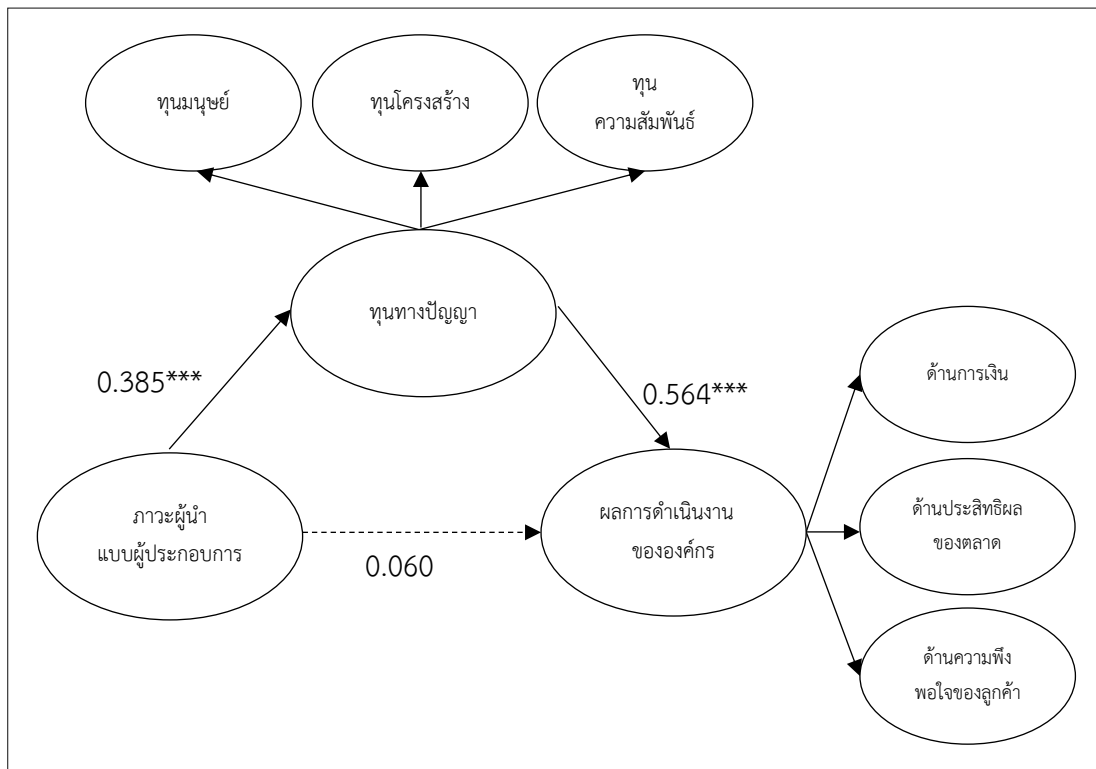 ทุนมนุษย์
ทุนโครงสร้าง
ทุน
ความสัมพันธ์
ทุนทางปัญญา
0.385***
0.564***
ภาวะผู้นำ
แบบผู้ประกอบการ
0.060
ผลการดำเนินงาน
ขององค์กร
ด้านการเงิน
ด้านประสิทธิผล
ของตลาด
ด้านความพึง
พอใจของลูกค้า